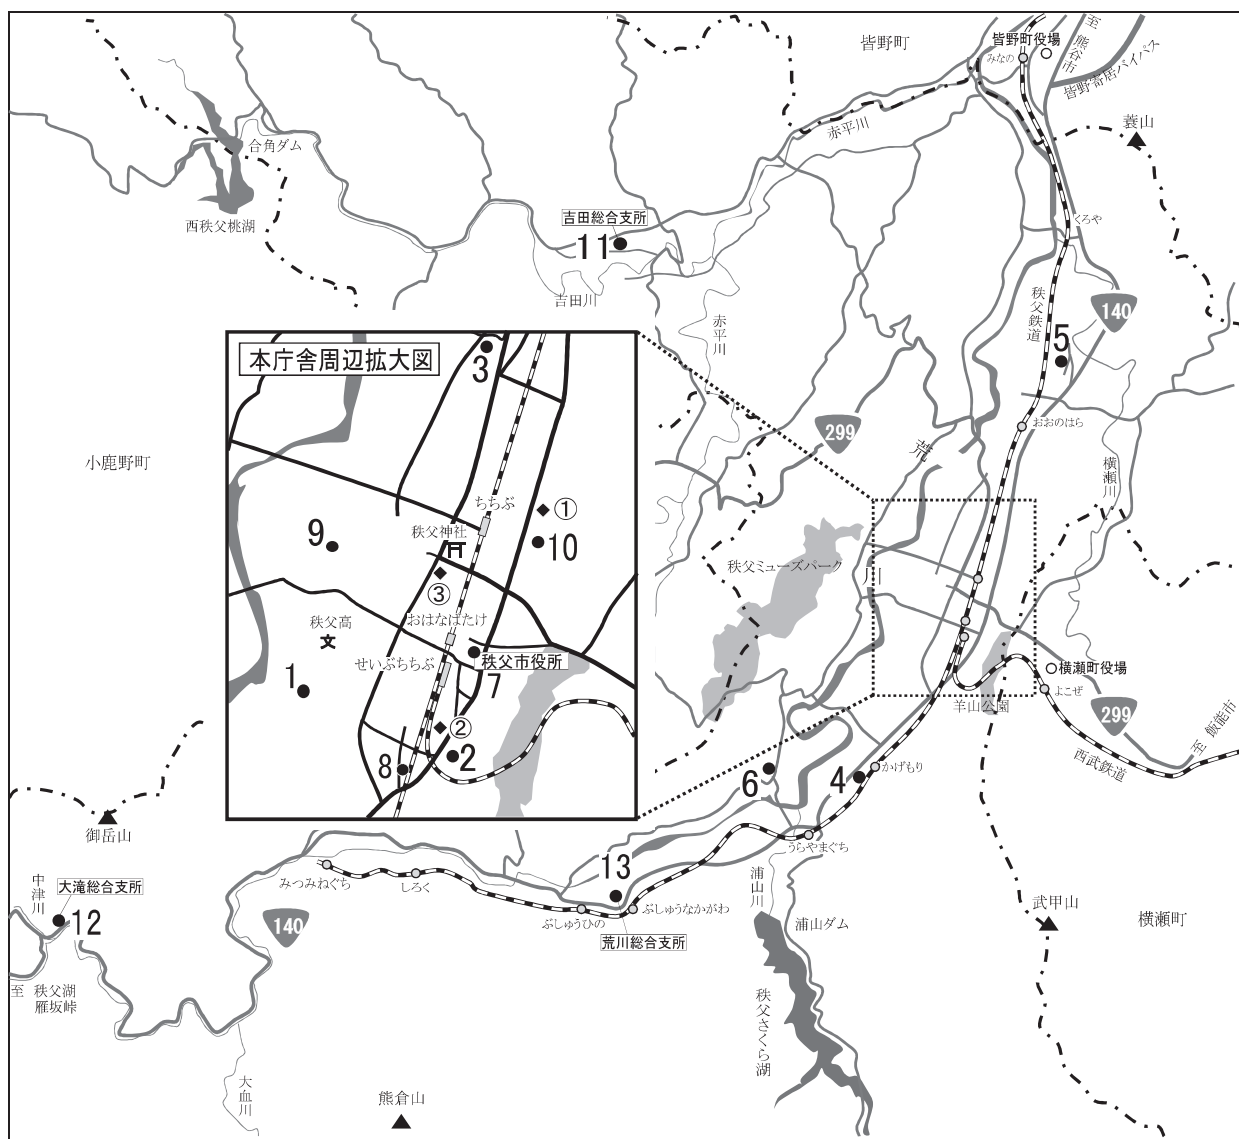 皆野町
皆野町役場
みなの
至
熊谷市
皆野寄居バイパス
赤平川
蓑山
合角ダム
西秩父桃湖
吉田総合支所
11
吉田川
くろや
秩父鉄道
140
5
赤平川
本庁舎周辺拡大図
3
299
荒
おおのはら
横瀬川
小鹿野町
ちちぶ
①
秩父神社
10
9
③
秩父ミューズパーク
川
おはなばたけ
秩父高
文
せいぶちちぶ
秩父市役所
7
1
②
2
8
横瀬町役場
よこぜ
羊山公園
299
至 飯能市
西武鉄道
6
4
かげもり
御岳山
うらやまぐち
中津川
大滝総合支所
12
みつみねぐち
しろく
13
ぶしゅうひの
ぶしゅうなかがわ
荒川総合支所
140
浦山川
浦山ダム
武甲山
横瀬町
至 秩父湖
雁坂峠
秩父さくら湖
大血川
熊倉山